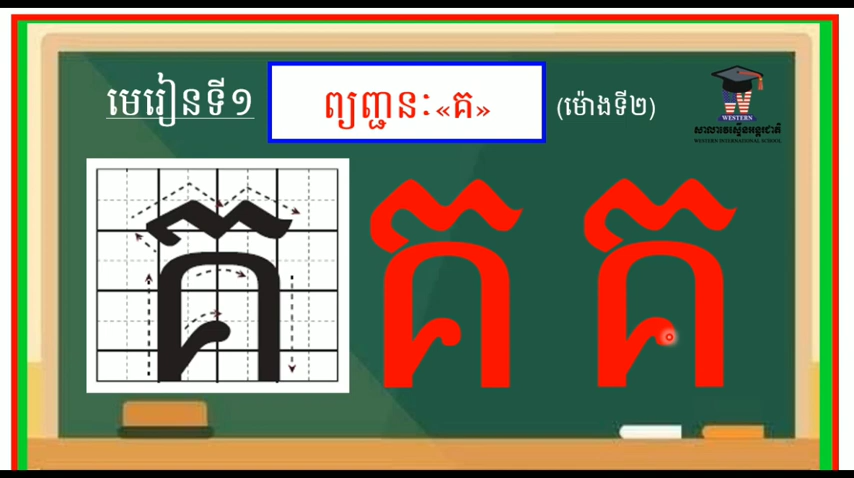 មេរៀនទី១ ព្យញ្ជនៈ«គ» (ម៉ោងទី២)
W
WESTERN
សាលាវេស្ទើនអន្តរជាតិ
WESTERN INTERNATIONAL SCHOOL
គ គ គ